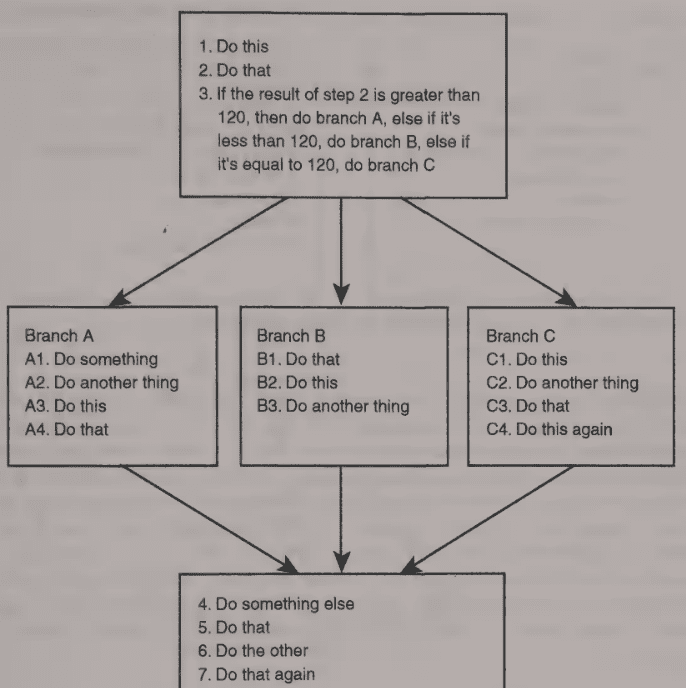 1. Do this
2. Do that
3. If the result of step 2 is greater than
120, then do branch A, else if it's
less than 120, do branch B, else if
it's equal to 120, do branch C
Branch A
A1. Do something
A2. Do another thing
A3. Do this
A4. Do that
Branch B
B1. Do that
B2. Do this
B3. Do another thing
Branch C
C1. Do this
C2. Do another thing
C3. Do that
C4. Do this again
4. Do something else
5. Do that
6. Do the other
7. Do that again